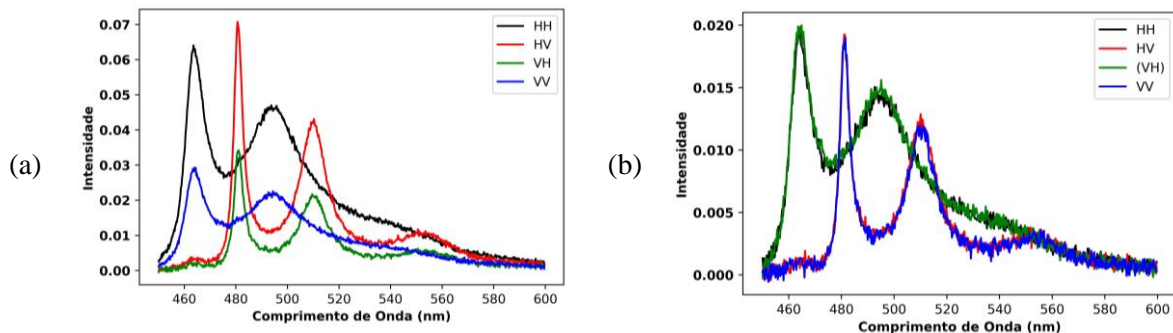 (a)
0.07
0.06
0.05
0.04
0.03
0.02
0.01
0.00
Intensidade
460 480 500 520 540 560 580 600
Comprimento de Onda (nm)
HH
HV
VH
VV
(b)
0.020
0.015
0.010
0.005
0.000
Intensidade
460 480 500 520 540 560 580 600
Comprimento de Onda (nm)
HH
HV
(VH)
VV